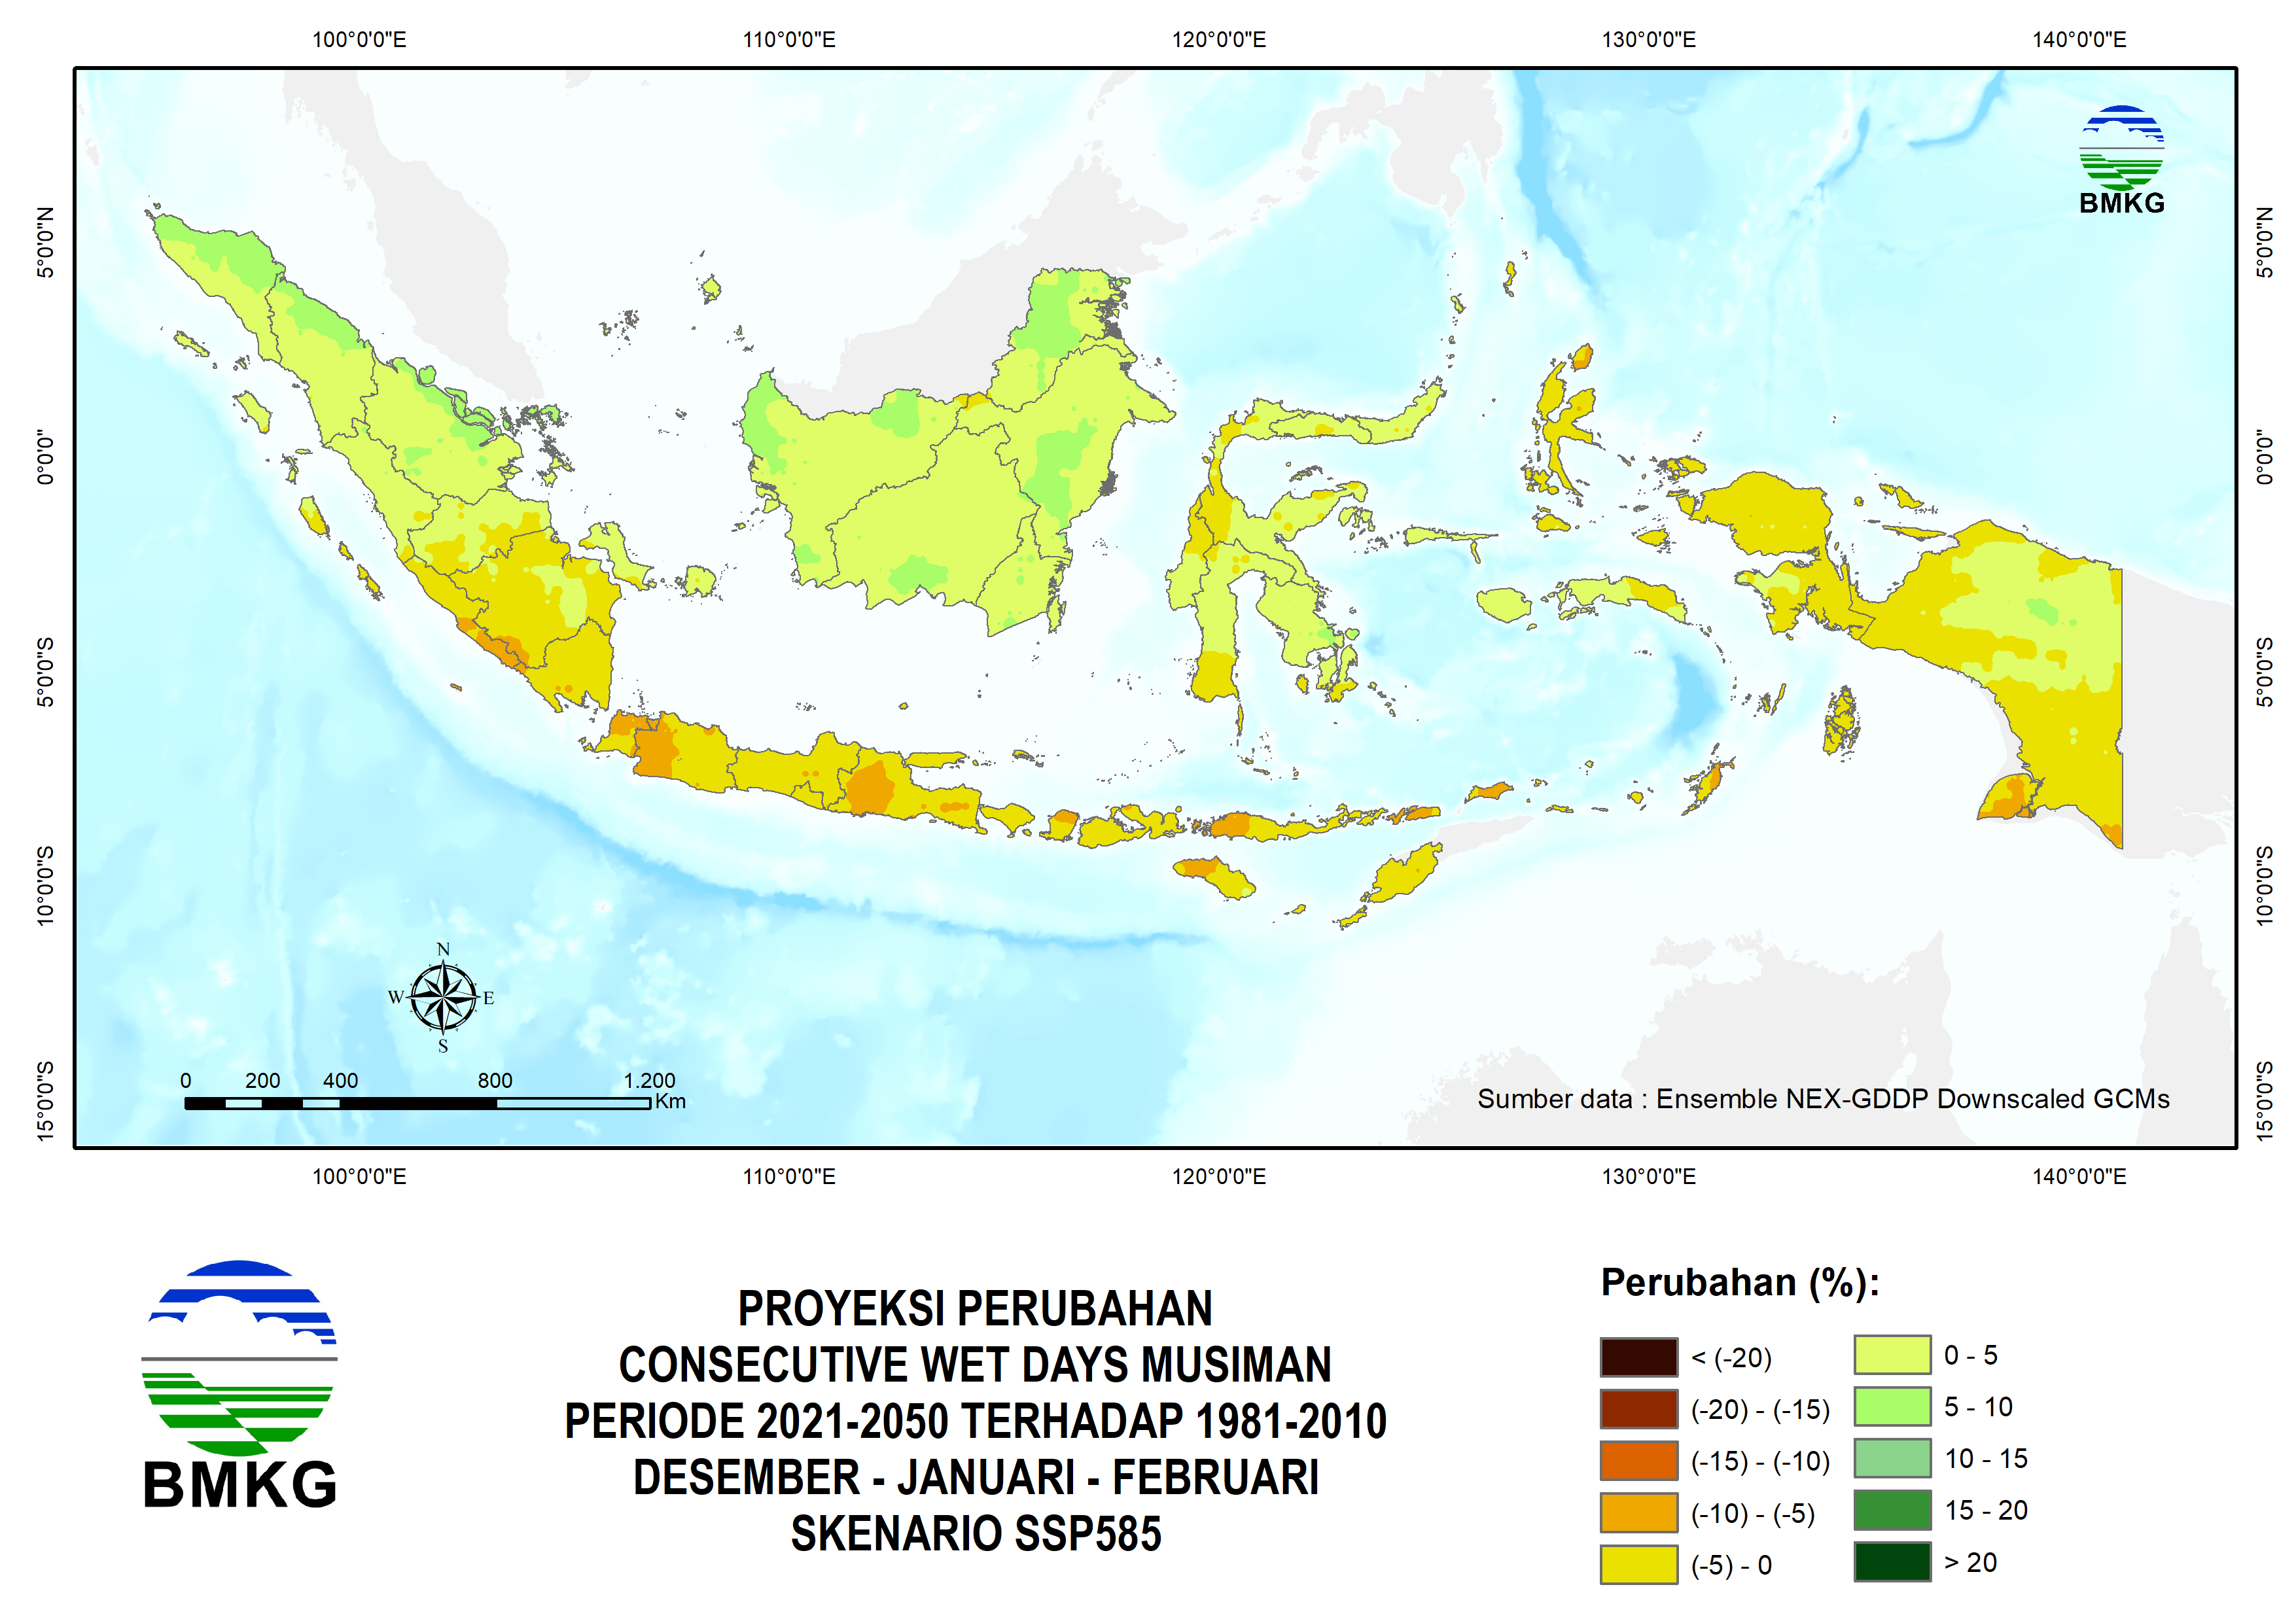 100°0'0"E 110°0'0"E 120°0'0"E 130°0'0"E 140°0'0"E
5°0'0"N
0°0'0"
5°0'0"S
10°0'0"S
15°0'0"S
BMKG
5°0'0"N
0°0'0"
5°0'0"S
10°0'0"S
15°0'0"S
N
W E
S
0 200 400 800 1.200
Km
Sumber data : Ensemble NEX-GDDP Downscaled GCMs
100°0'0"E 110°0'0"E 120°0'0"E 130°0'0"E 140°0'0"E
BMKG
PROYEKSI PERUBAHAN
CONSECUTIVE WET DAYS MUSIMAN
PERIODE 2021-2050 TERHADAP 1981-2010
DESEMBER - JANUARI - FEBRUARI
SKENARIO SSP585
Perubahan (%):
< (-20)
(-20) - (-15)
(-15) - (-10)
(-10) - (-5)
(-5) - 0
0 - 5
5 - 10
10 - 15
15 - 20
> 20